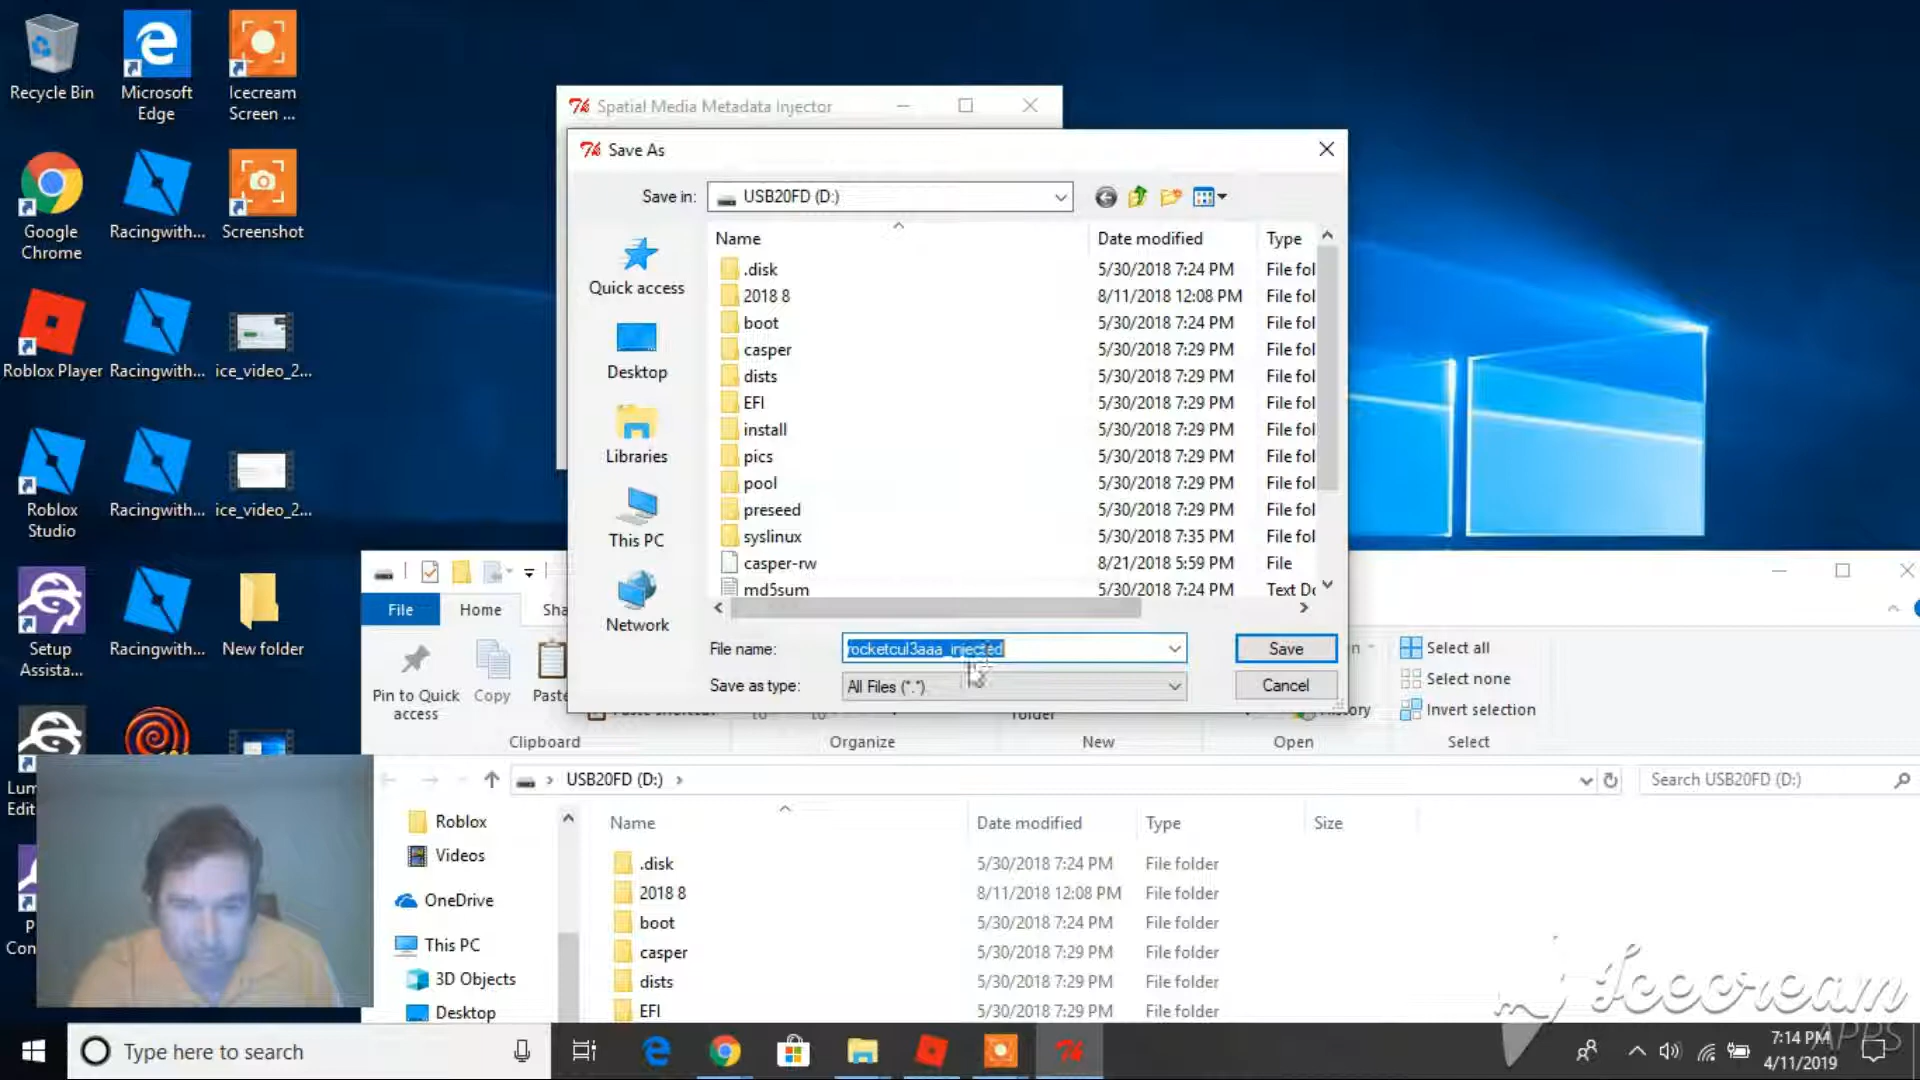 Recycle Bin
Microsoft
Edge
Icecream
Screen ...
Google
Chrome
Racingwith...
Screenshot
Roblox Player
Racingwith...
ice_video_2...
Roblox
Studio
Racingwith...
ice_video_2...
Setup
Assista...
Racingwith...
New folder
Lum
Edit
P
Con
Spatial Media Metadata Injector
Save As
Save in:
USB20FD (D:)
Quick access
Desktop
Libraries
This PC
Network
Name
Date modified
Type
.disk
5/30/2018 7:24 PM
File fol
2018 8
8/11/2018 12:08 PM
File fol
boot
5/30/2018 7:24 PM
File fol
casper
5/30/2018 7:29 PM
File fol
dists
5/30/2018 7:29 PM
File fol
EFI
5/30/2018 7:29 PM
File fol
install
5/30/2018 7:29 PM
File fol
pics
5/30/2018 7:29 PM
File fol
pool
5/30/2018 7:29 PM
File fol
preseed
5/30/2018 7:29 PM
File fol
syslinux
5/30/2018 7:35 PM
File fol
casper-rw
8/21/2018 5:59 PM
File
md5sum
5/30/2018 7:24 PM
Text Do
File name:
rocketcul3aaa_injected
Save
Save as type:
All Files (*.*)
Cancel
File
Home
Sha
Pin to Quick
access
Copy
Paste
Clipboard
Organize
New
Open
Select all
Select none
Invert selection
Select
USB20FD (D:)
Search USB20FD (D:)
Roblox
Videos
OneDrive
This PC
3D Objects
Desktop
Name
Date modified
Type
Size
.disk
5/30/2018 7:24 PM
File folder
2018 8
8/11/2018 12:08 PM
File folder
boot
5/30/2018 7:24 PM
File folder
casper
5/30/2018 7:29 PM
File folder
dists
5/30/2018 7:29 PM
File folder
EFI
5/30/2018 7:29 PM
File folder
Icecream
APPS
Type here to search
7:14 PM
4/11/2019